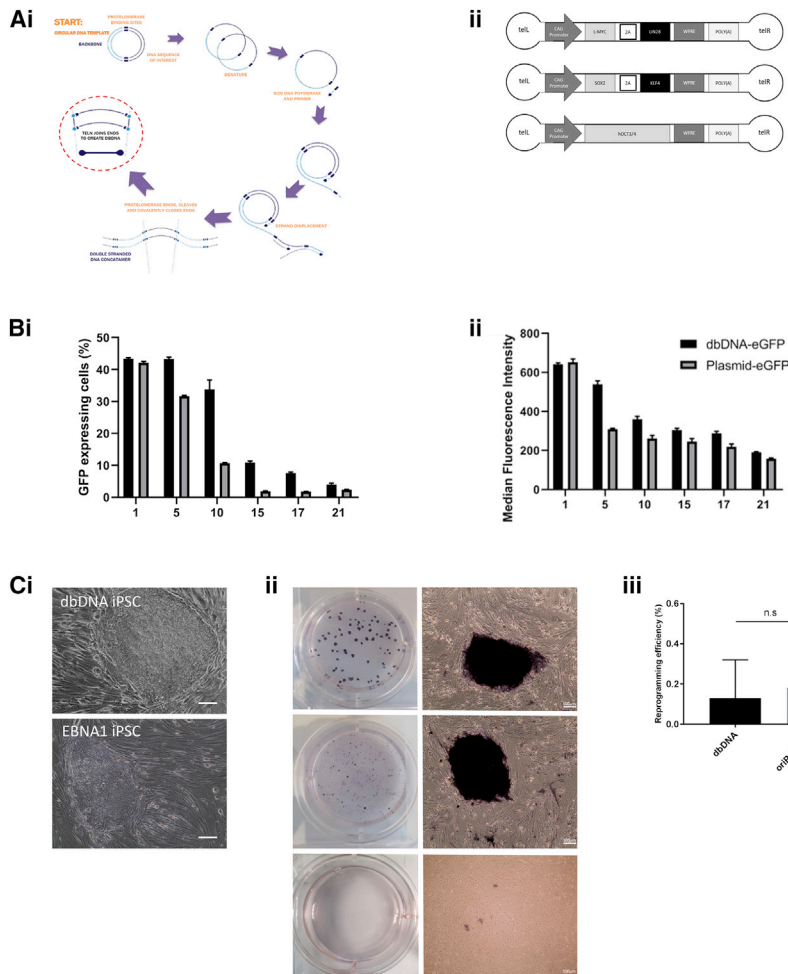 Ai
START:
CIRCULAR DNA TEMPLATE
PROTELOMERASE
BINDING SITES
BACKBONE
DNA SEQUENCE
OF INTEREST
DENATURE
ADD DNA POLYMERASE
AND PRIMER
STRAND DISPLACEMENT
PROTELOMERASE BINDS, CLEAVES
AND COVALENTLY CLOSES ENDS
DOUBLE STRANDED
DNA CONCATAMER
TELN JOINS ENDS
TO CREATE DBDNA
ii
telL
CAG
Promoter
L-MYC
2A
LIN28
WPRE
POLY(A)
telR
telL
CAG
Promoter
SOX2
2A
KLF4
WPRE
POLY(A)
telR
telL
CAG
Promoter
hOCT3/4
WPRE
POLY(A)
telR
Bi
GFP expressing cells (%)
50
40
30
20
10
0
1 5 10 15 17 21
ii
Median Fluorescence Intensity
800
600
400
200
0
1 5 10 15 17 21
dbDNA-eGFP
Plasmid-eGFP
Ci
dbDNA iPSC
EBNA1 iPSC
ii
iii
Reprogramming efficiency (%)
0.6
0.4
0.2
0.0
n.s
dbDNA
oriP